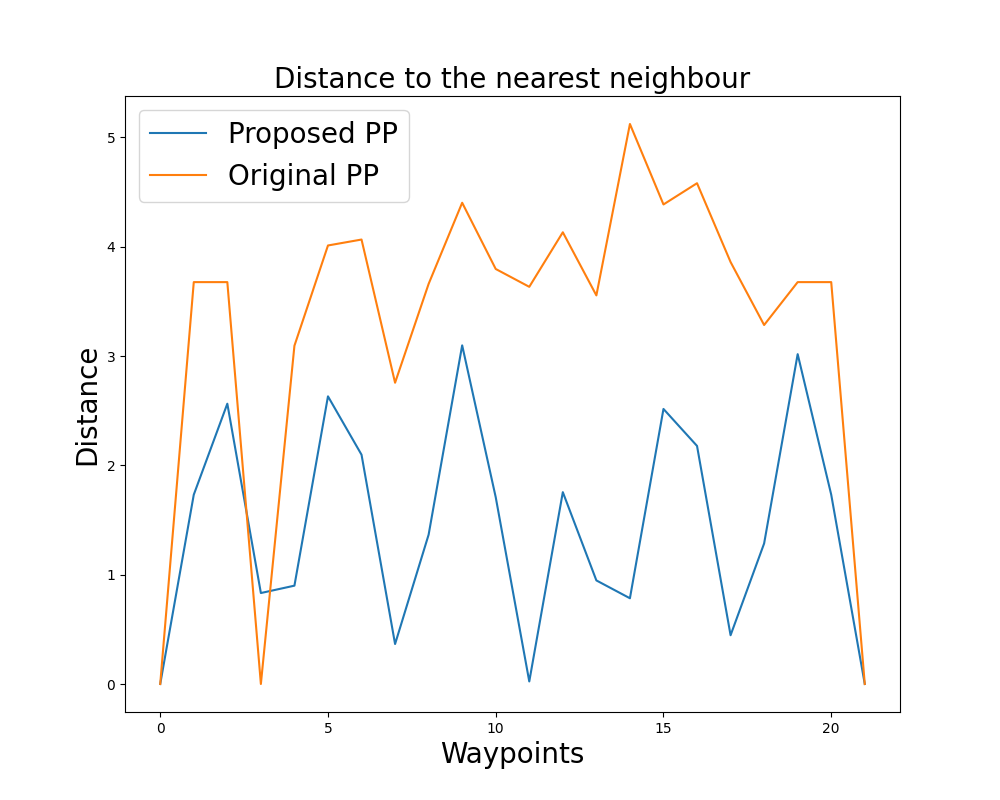 Distance to the nearest neighbour
Proposed PP
Original PP
5
4
3
2
1
0
Distance
0 5 10 15 20
Waypoints